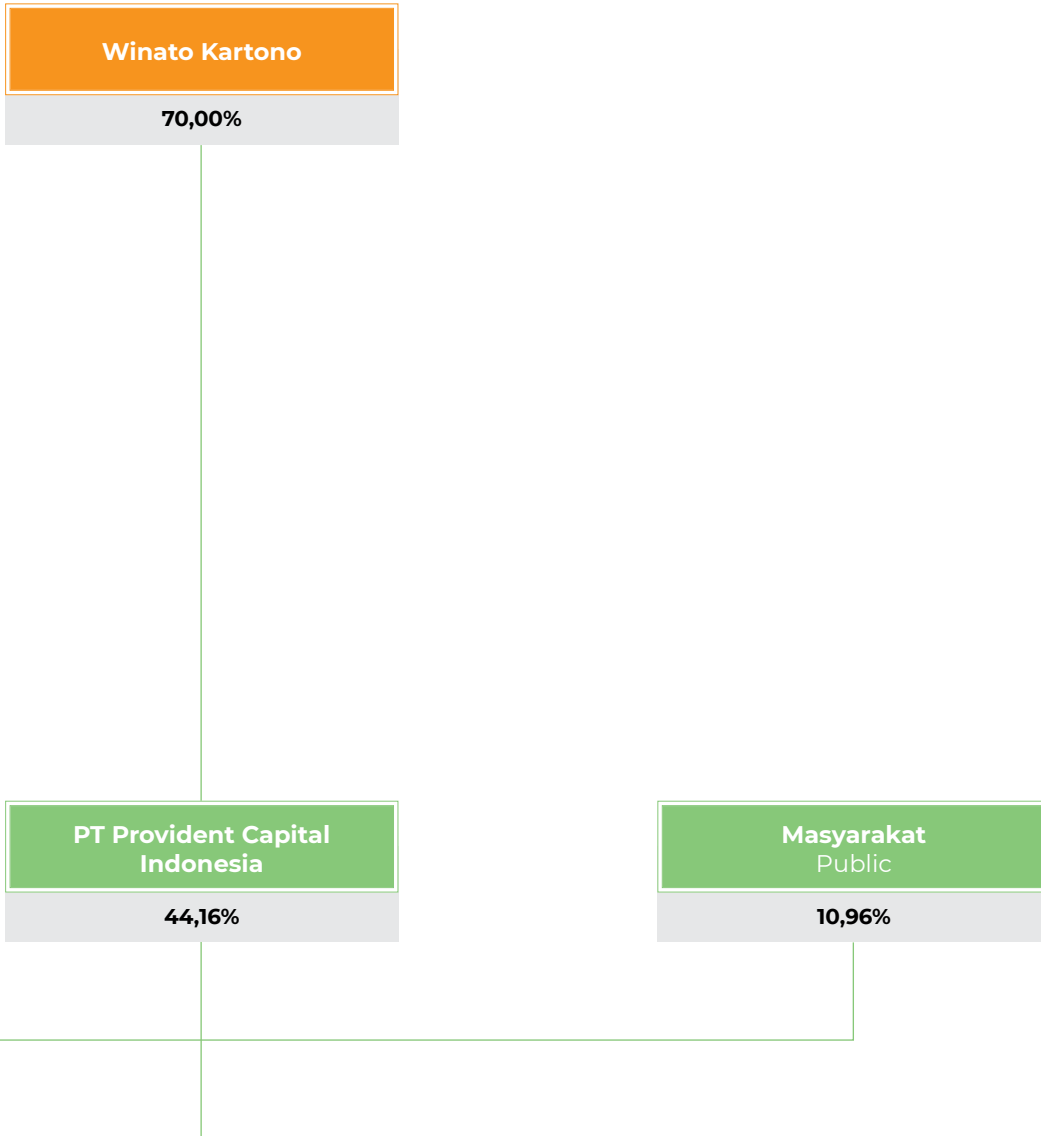 Winato Kartono
70,00%
PT Provident Capital
Indonesia
44,16%
Masyarakat
Public
10,96%